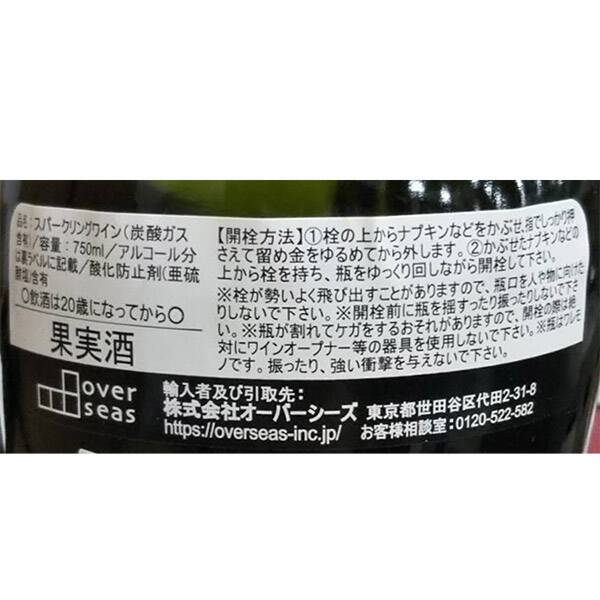 品名:スパークリングワイン(炭酸ガス
含有)/容量:750ml/アルコール分
は裏ラベルに記載/酸化防止剤(亜硫
酸塩)含有
〇飲酒は20歳になってから〇
果実酒
【開栓方法】①栓の上からナプキンなどをかぶせ、指でしっかり押
さえて留め金をゆるめてから外します。②かぶせたナプキンなどの
上から栓を持ち、瓶をゆっくり回しながら開栓して下さい。
※栓が勢いよく飛び出すことがありますので、瓶口を人や物に向けた
りしないで下さい。※開栓前に瓶を揺すったり振ったりしないで下さ
い。※瓶が割れてケガをするおそれがありますので、開栓の際は絶
対にワインオープナー等の器具を使用しないで下さい。※瓶はワレモ
ノです。振ったり、強い衝撃を与えないで下さい。
over
seas
輸入者及び引取先:
株式会社オーバーシーズ 東京都世田谷区代田2-31-8
https://overseas-inc.jp/ お客様相談室:0120-522-582